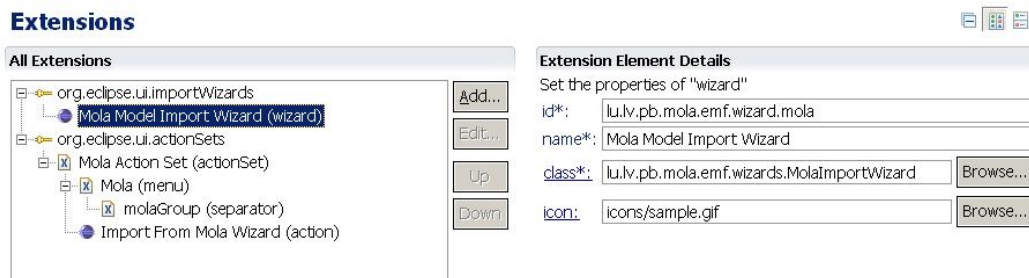 Extensions
All Extensions
org.eclipse.ui.importWizards
Mola Model Import Wizard (wizard)
org.eclipse.ui.actionSets
Mola Action Set (actionSet)
Mola (menu)
molaGroup (separator)
Import From Mola Wizard (action)
Add...
Edit...
Up
Down
Extension Element Details
Set the properties of "wizard"
id*: lu.lv.pb.mola.emf.wizard.mola
name*: Mola Model Import Wizard
class*: lu.lv.pb.mola.emf.wizards.MolaImportWizard Browse...
icon: icons/sample.gif Browse...